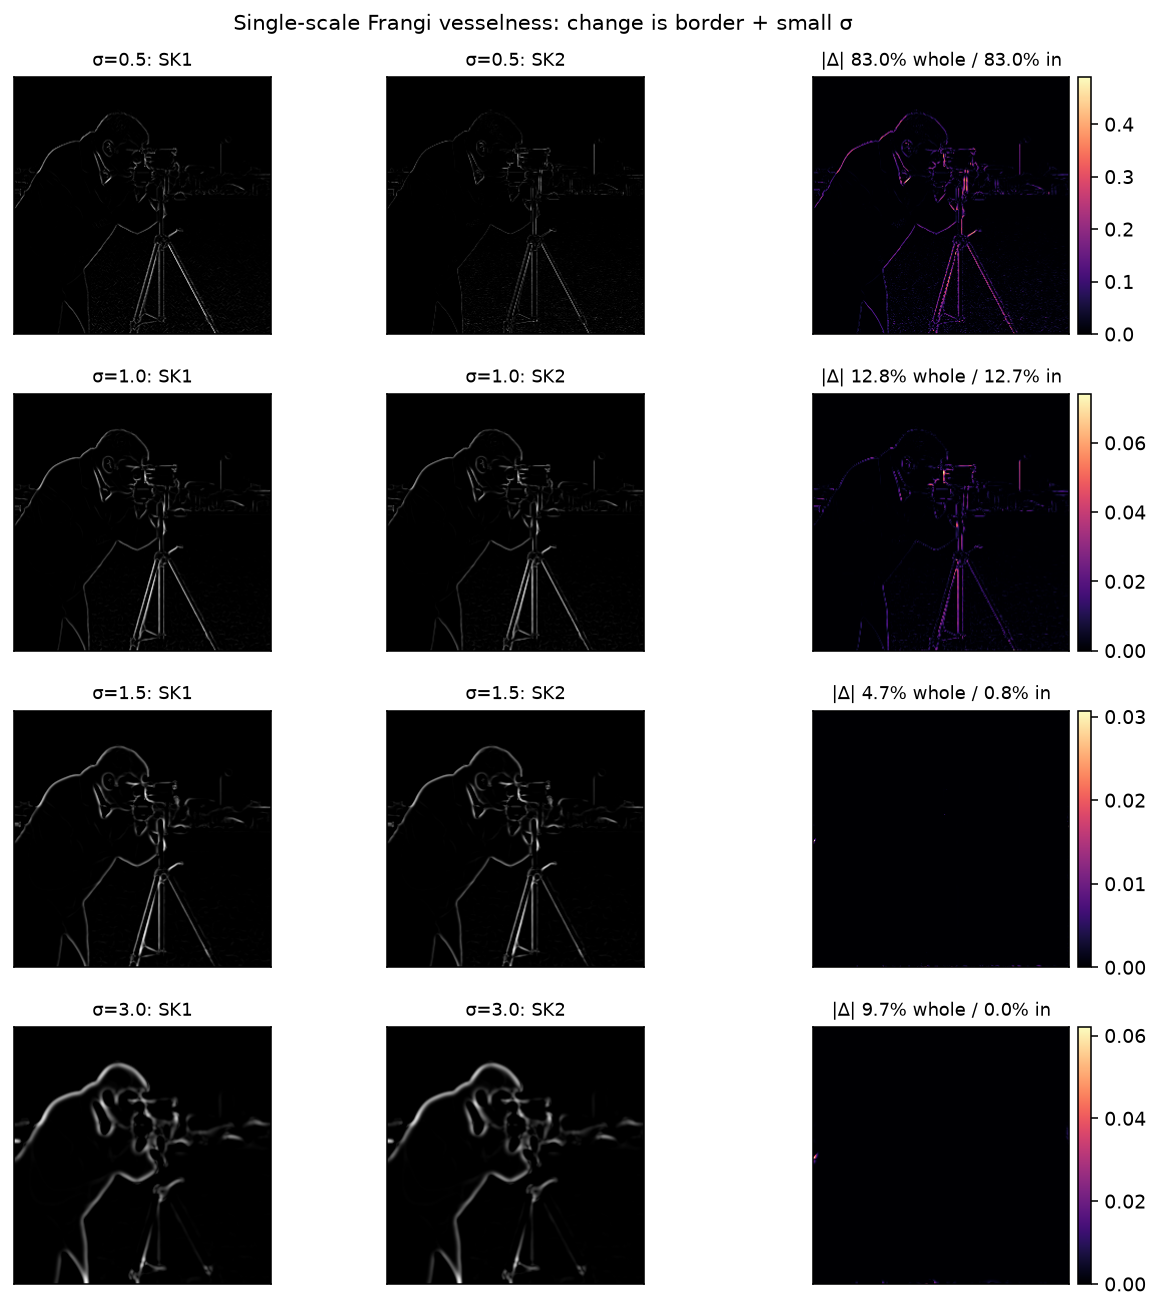 Single-scale Frangi vesselness: change is border + small σ
σ=0.5: SK1
σ=0.5: SK2
|Δ| 83.0% whole / 83.0% in
0.4
0.3
0.2
0.1
0.0
σ=1.0: SK1
σ=1.0: SK2
|Δ| 12.8% whole / 12.7% in
0.06
0.04
0.02
0.00
σ=1.5: SK1
σ=1.5: SK2
|Δ| 4.7% whole / 0.8% in
0.03
0.02
0.01
0.00
σ=3.0: SK1
σ=3.0: SK2
|Δ| 9.7% whole / 0.0% in
0.06
0.04
0.02
0.00